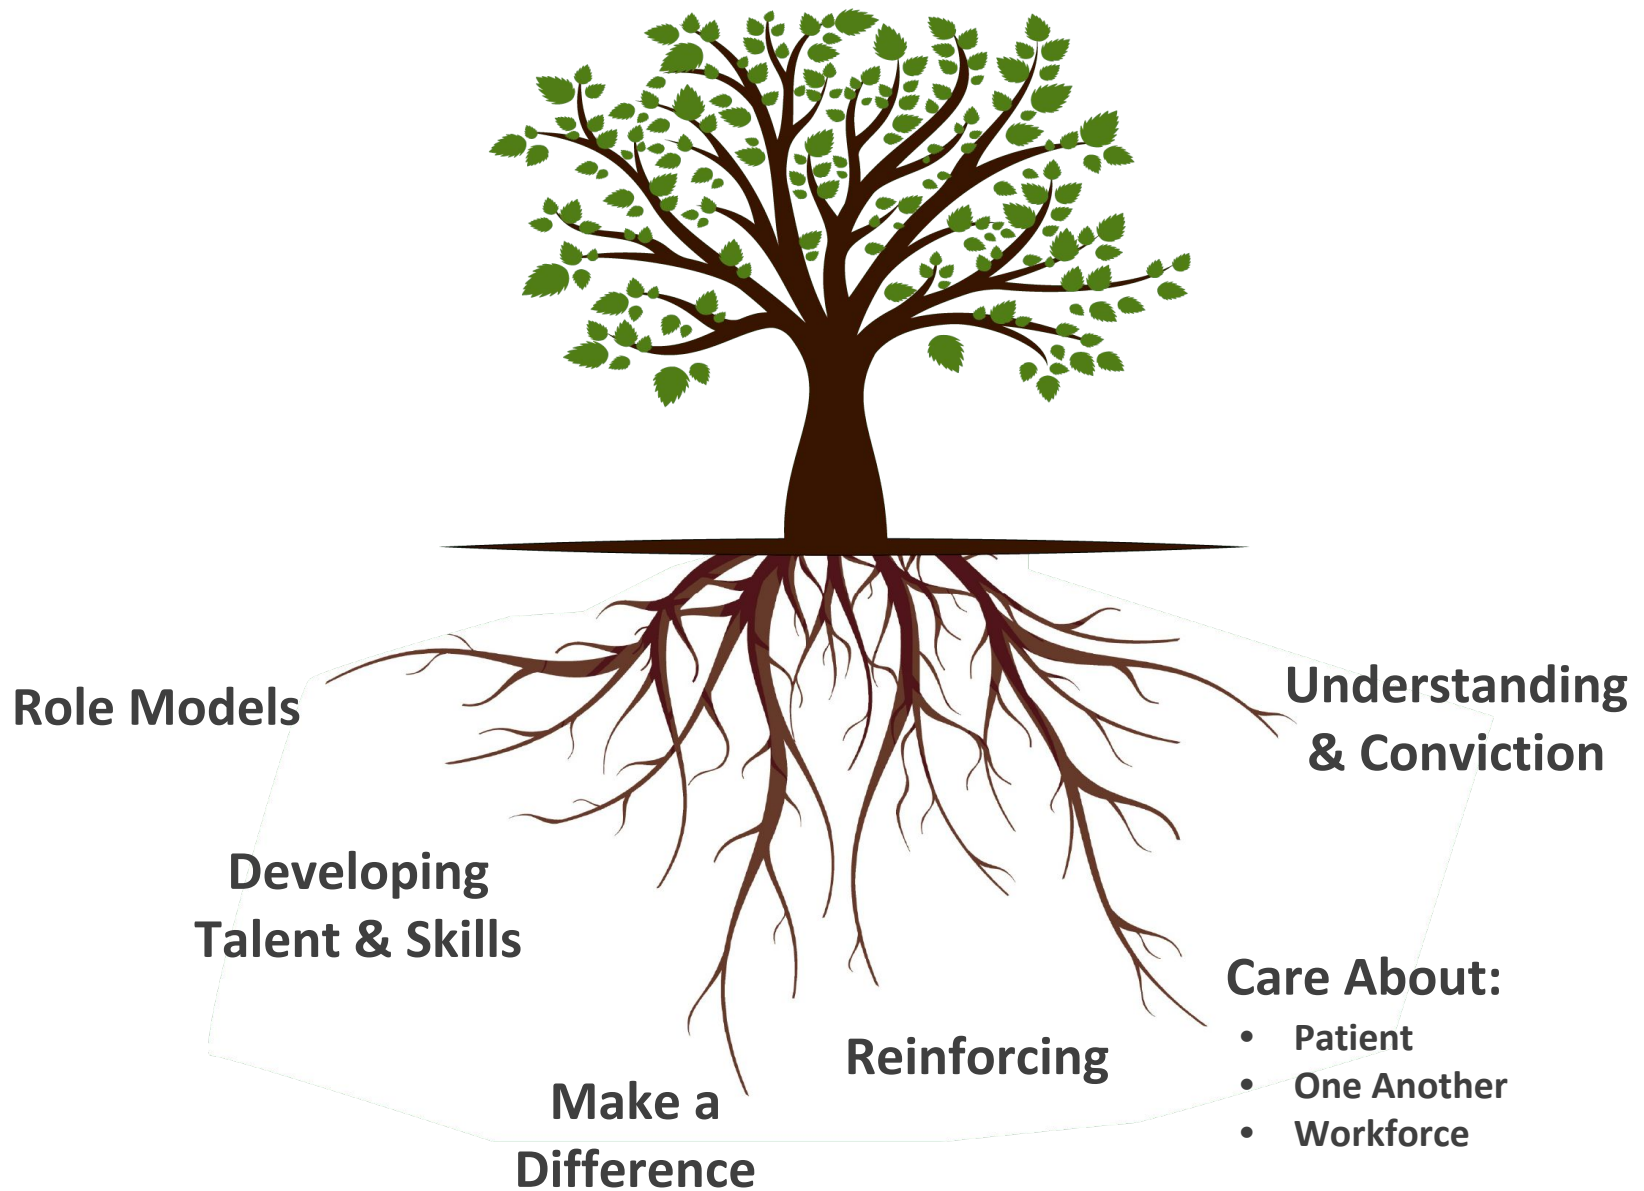 Role Models
Understanding
& Conviction
Developing
Talent & Skills
Care About:
• Patient
• One Another
• Workforce
Reinforcing
Make a
Difference